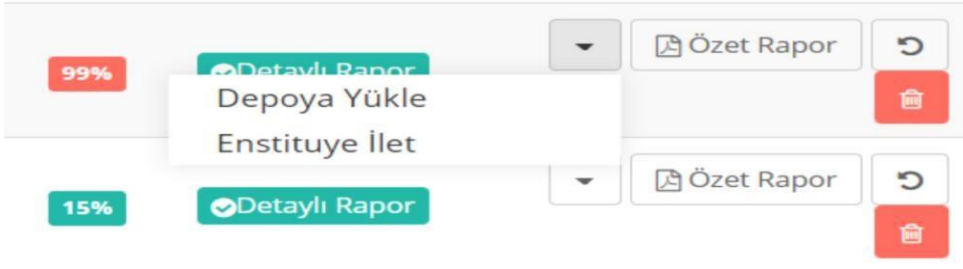 99%
Detaylı Rapor
Özet Rapor
Depoya Yükle
Enstituye İlet
15%
Detaylı Rapor
Özet Rapor